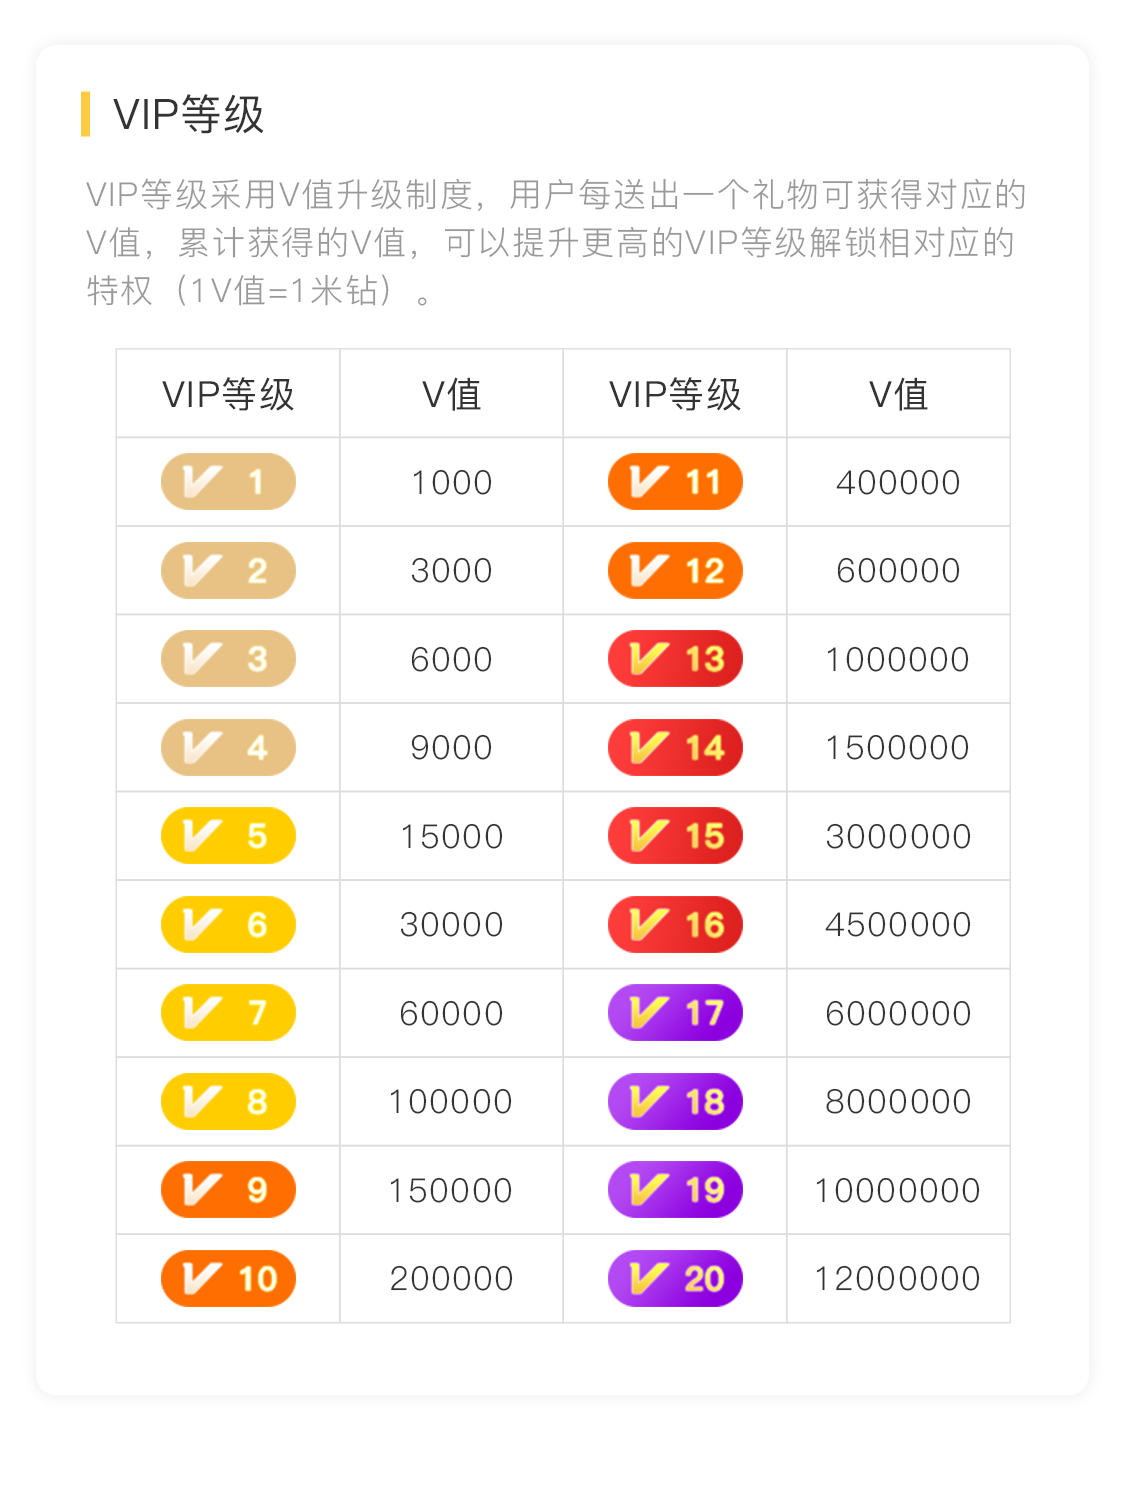 VIP等级
VIP等级采用V值升级制度，用户每送出一个礼物可获得对应的
V值，累计获得的V值，可以提升更高的VIP等级解锁相对应的
特权（1V值=1米钻）。
VIP等级 V值 VIP等级 V值
V 1 1000 V 11 400000
V 2 3000 V 12 600000
V 3 6000 V 13 1000000
V 4 9000 V 14 1500000
V 5 15000 V 15 3000000
V 6 30000 V 16 4500000
V 7 60000 V 17 6000000
V 8 100000 V 18 8000000
V 9 150000 V 19 10000000
V 10 200000 V 20 12000000